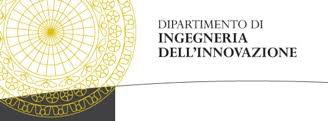 DIPARTIMENTO DI
INGEGNERIA
DELL'INNOVAZIONE